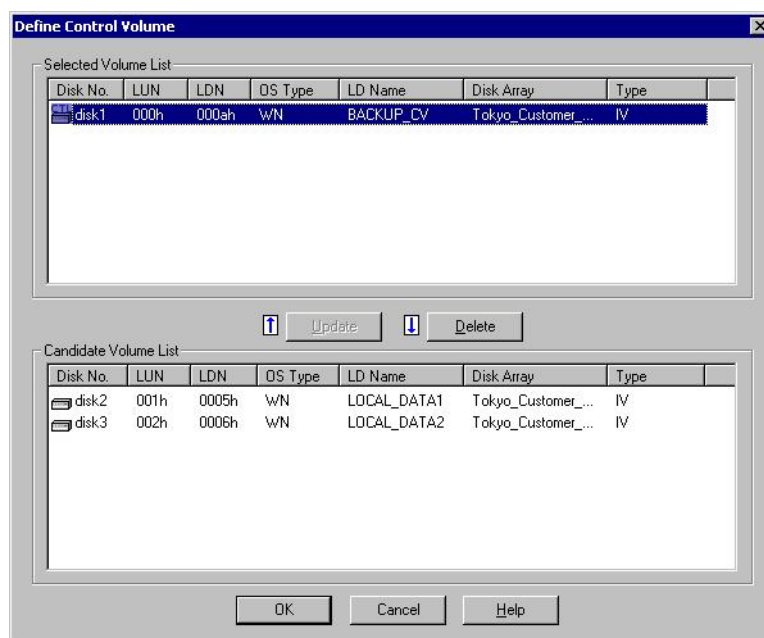 Define Control Volume
Selected Volume List
Disk No. LUN LDN OS Type LD Name Disk Array Type
disk1 000h 000ah WN BACKUP_CV Tokyo_Customer_... IV
Update Delete
Candidate Volume List
Disk No. LUN LDN OS Type LD Name Disk Array Type
disk2 001h 0005h WN LOCAL_DATA1 Tokyo_Customer_... IV
disk3 002h 0006h WN LOCAL_DATA2 Tokyo_Customer_... IV
OK Cancel Help